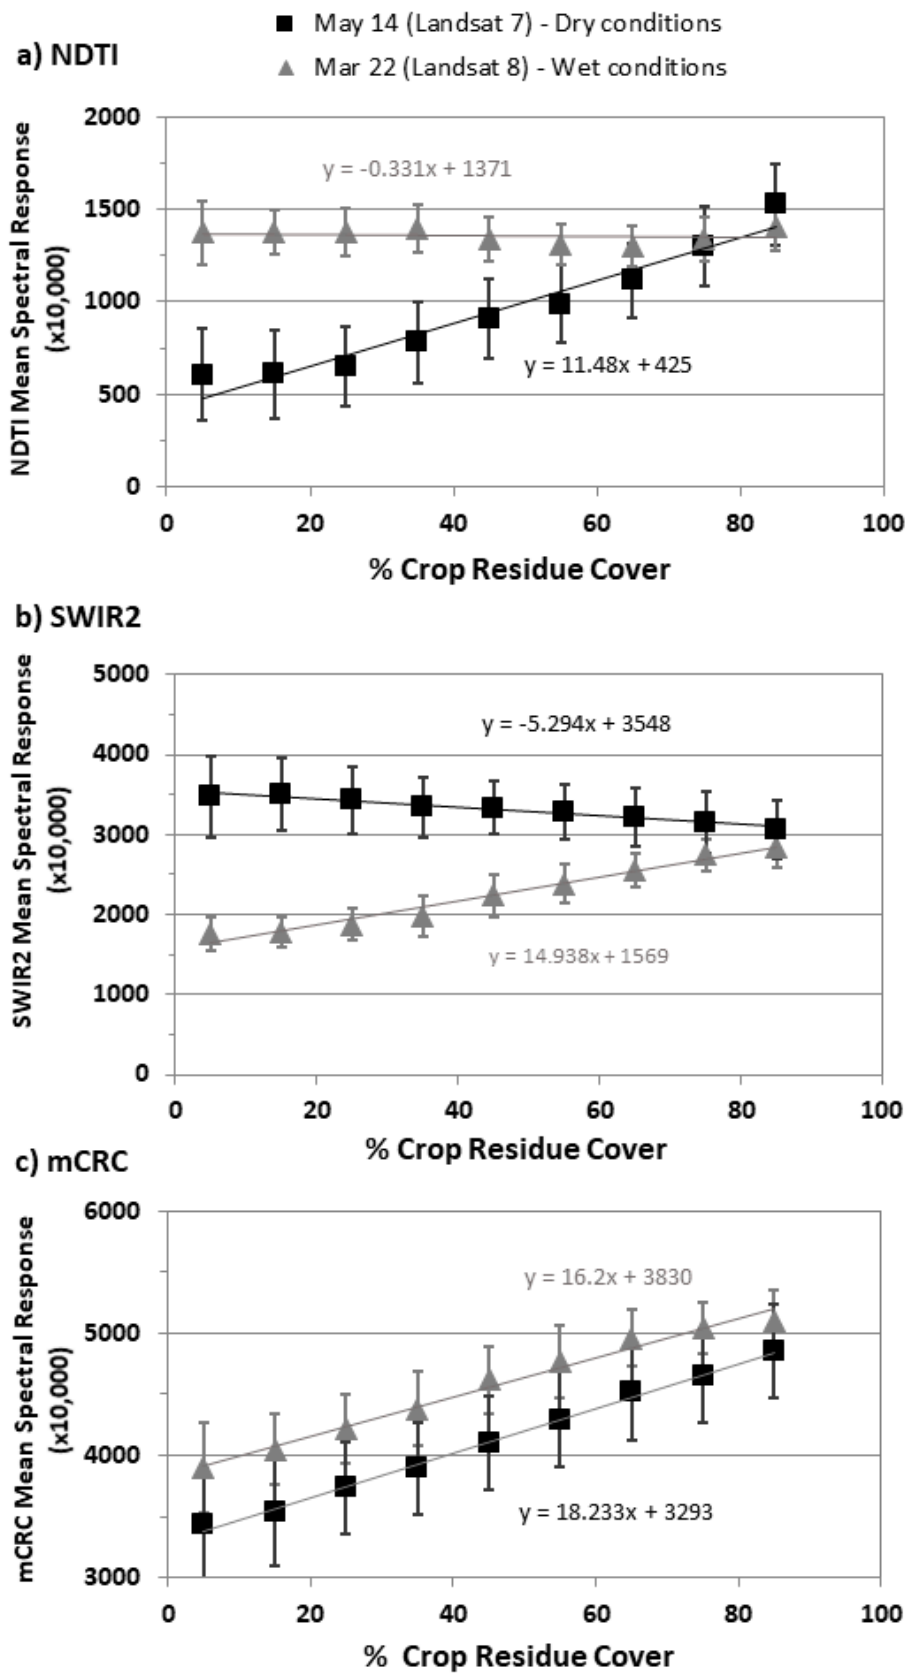 May 14 (Landsat 7) - Dry conditions
a) NDTI
Mar 22 (Landsat 8) - Wet conditions
NDTI Mean Spectral Response
(x10,000)
2000
1500
1000
500
0
y = -0.331x + 1371
y = 11.48x + 425
0 20 40 60 80 100
% Crop Residue Cover
b) SWIR2
SWIR2 Mean Spectral Response
(x10,000)
5000
4000
3000
2000
1000
0
y = -5.294x + 3548
y = 14.938x + 1569
0 20 40 60 80 100
% Crop Residue Cover
c) mCRC
mCRC Mean Spectral Response
(x10,000)
6000
5000
4000
3000
y = 16.2x + 3830
y = 18.233x + 3293
0 20 40 60 80 100
% Crop Residue Cover